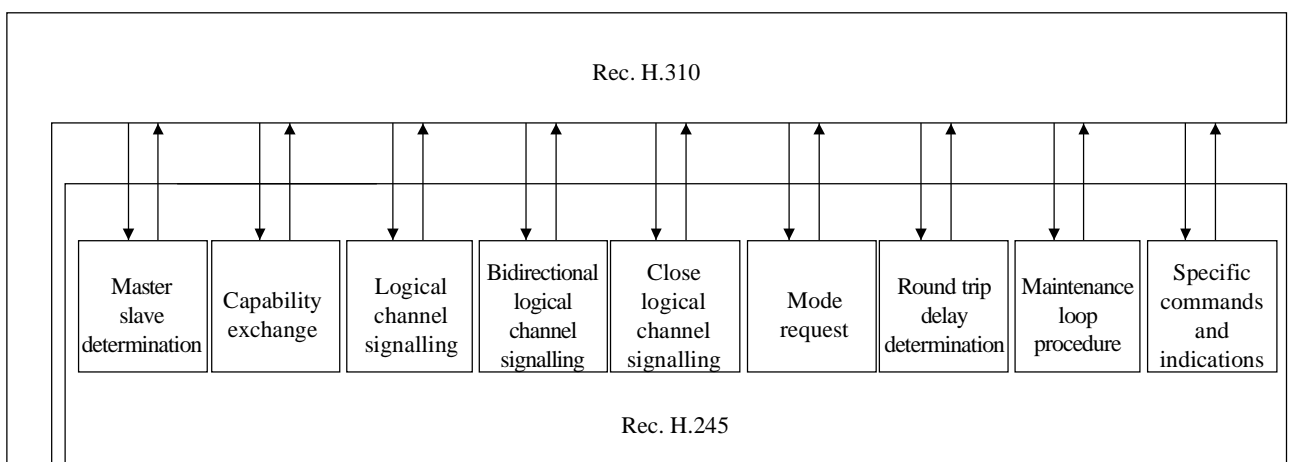 Rec. H.310
Master
slave
determination
Capability
exchange
Logical
channel
signalling
Bidirectional
logical
channel
signalling
Close
logical
channel
signalling
Mode
request
Round trip
delay
determination
Maintenance
loop
procedure
Specific
commands
and
indications
Rec. H.245